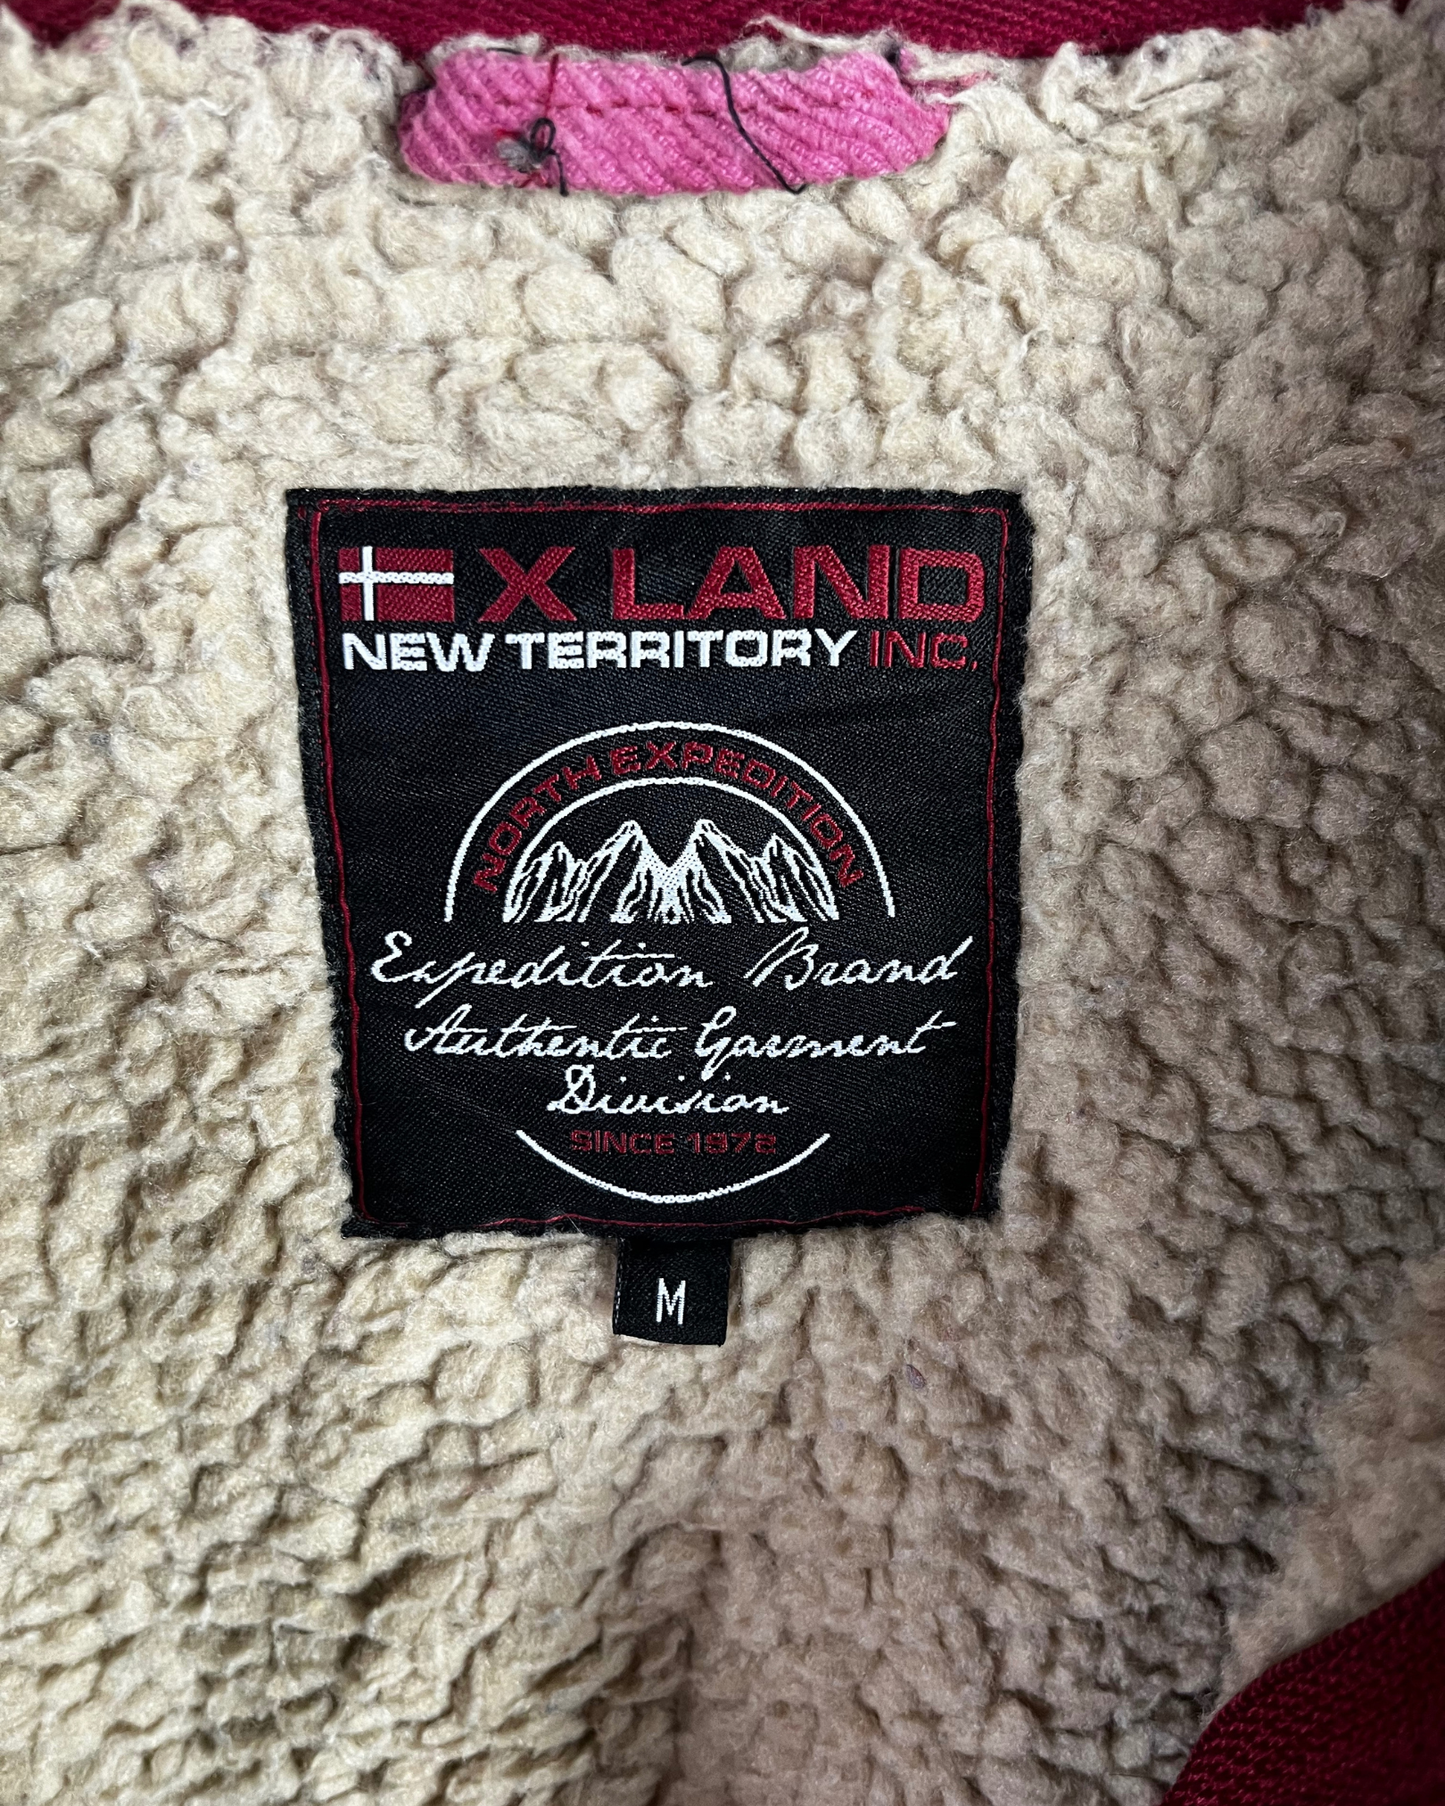 X LAND
NEW TERRITORY INC.
NORTH EXPEDITION
Expedition Brand
Authentic Garment
Division
SINCE 1972
M